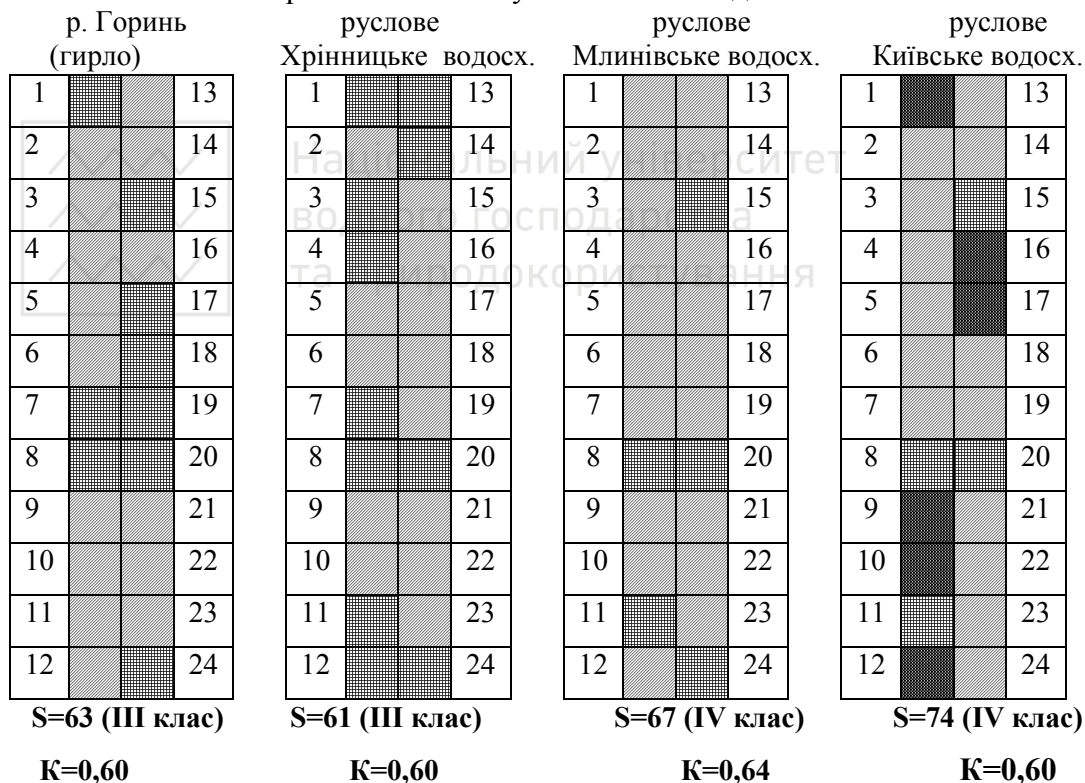 р. Горинь руслове руслове руслове
(гирло) Хрінницьке водосх. Млинівське водосх. Київське водосх.
1 13 1 13 1 13 1 13
2 14 2 14 2 14 2 14
3 15 3 15 3 15 3 15
4 16 4 16 4 16 4 16
5 17 5 17 5 17 5 17
6 18 6 18 6 18 6 18
7 19 7 19 7 19 7 19
8 20 8 20 8 20 8 20
9 21 9 21 9 21 9 21
10 22 10 22 10 22 10 22
11 23 11 23 11 23 11 23
12 24 12 24 12 24 12 24
S=63 (III клас) S=61 (III клас) S=67 (IV клас) S=74 (IV клас)
К=0,60 К=0,60 К=0,64 К=0,60
Національний університет
водного господарства
та природокористування